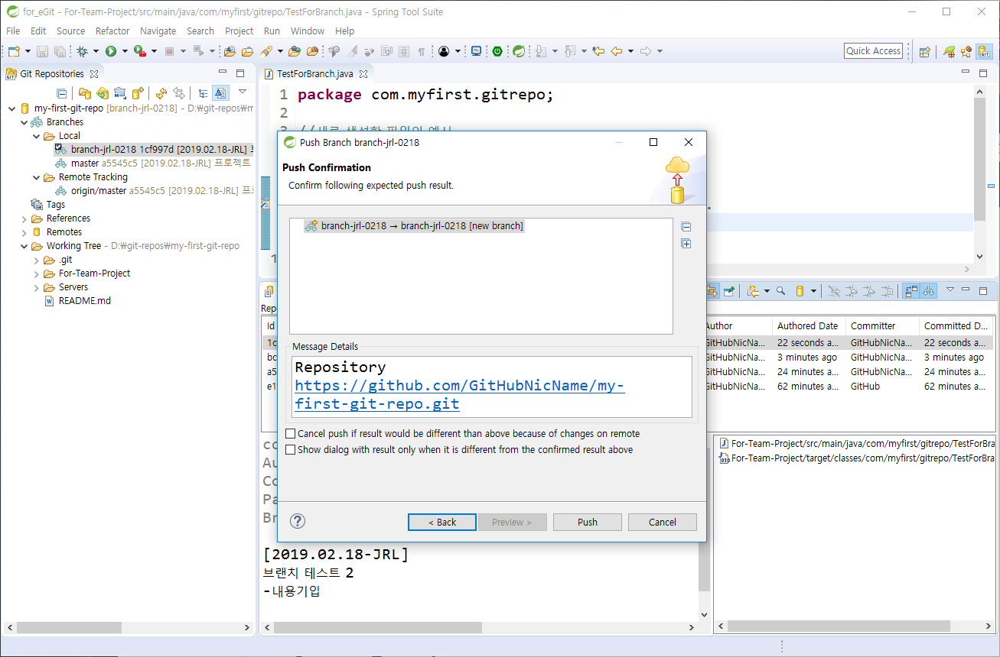 for_eGit - For-Team-Project/src/main/java/com/myfirst/gitrepo/TestForBranch.java - Spring Tool Suite
File Edit Source Refactor Navigate Search Project Run Window Help
Quick Access
Git Repositories
my-first-git-repo [branch-jrl-0218] - D:₩git-repos₩m
Branches
Local
branch-jrl-0218 1cf997d [2019.02.18-JRL]
master a5545c5 [2019.02.18-JRL] 프로젝트
Remote Tracking
origin/master a5545c5 [2019.02.18-JRL] 프
Tags
References
Remotes
Working Tree - D:₩git-repos₩my-first-git-repo
.git
For-Team-Project
Servers
README.md
TestForBranch.java
1 package com.myfirst.gitrepo;
2
3 //새로 생성한 파일의 예시
1
Push Branch branch-jrl-0218
Push Confirmation
Confirm following expected push result.
branch-jrl-0218 → branch-jrl-0218 [new branch]
Message Details
Repository
https://github.com/GitHubNicName/my-
first-git-repo.git
Cancel push if result would be different than above because of changes on remote
Show dialog with result only when it is different from the confirmed result above
< Back Preview > Push Cancel
Rep
Id Author Authored Date Committer Committed D...
1c GitHubNicNa... 22 seconds a... GitHubNicNa... 22 seconds a...
bc GitHubNicNa... 3 minutes ago GitHubNicNa... 3 minutes ago
a5 GitHubNicNa... 24 minutes a... GitHubNicNa... 24 minutes a...
e1 GitHubNicNa... 62 minutes a... GitHub 62 minutes a...
co
Au
Co
Pa
Br
[2019.02.18-JRL]
브랜치 테스트 2
-내용기입
For-Team-Project/src/main/java/com/myfirst/gitrepo/TestForBra
For-Team-Project/target/classes/com/myfirst/gitrepo/TestForBra